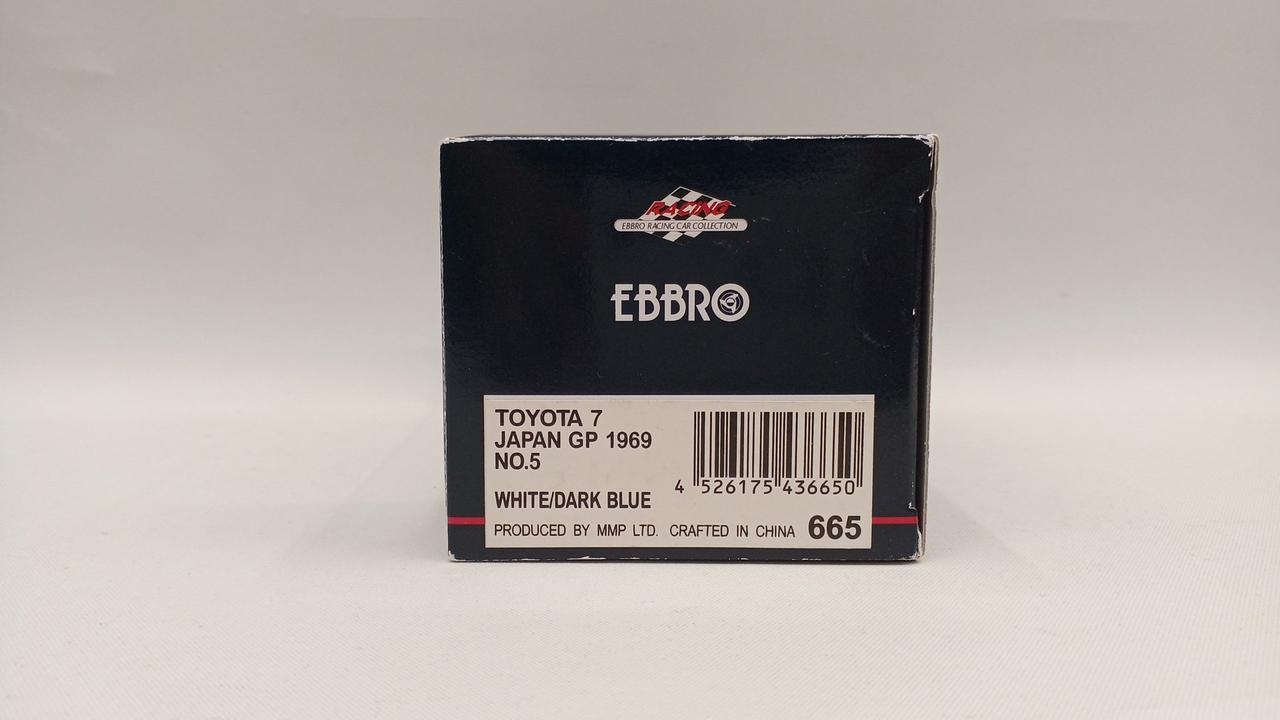 RACING
EBBRO RACING CAR COLLECTION
EBBRO
TOYOTA 7
JAPAN GP 1969
NO.5
WHITE/DARK BLUE
4 526175 436650
PRODUCED BY MMP LTD. CRAFTED IN CHINA 665